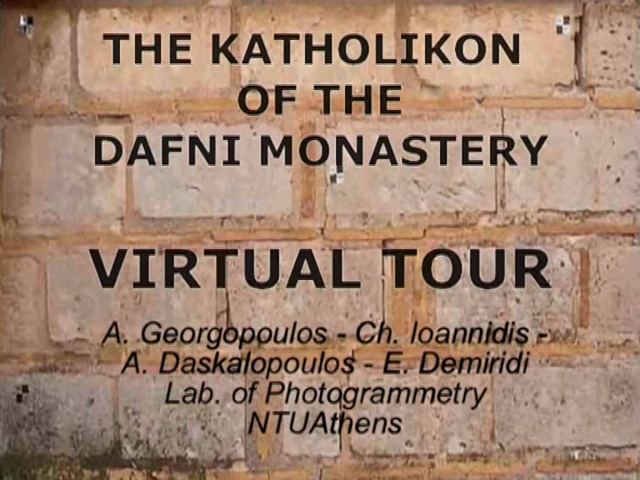 THE KATHOLIKON
OF THE
DAFNI MONASTERY
VIRTUAL TOUR
A. Georgopoulos - Ch. Ioannidis -
A. Daskalopoulos - E. Demiridi
Lab. of Photogrammetry
NTUAthens